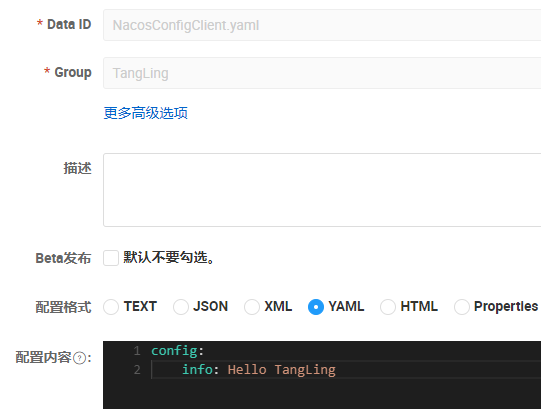 * Data ID NacosConfigClient.yaml
* Group TangLing
更多高级选项
描述
Beta发布 默认不要勾选。
配置格式 TEXT JSON XML YAML HTML Properties
配置内容?: 1 config:
2 info: Hello TangLing